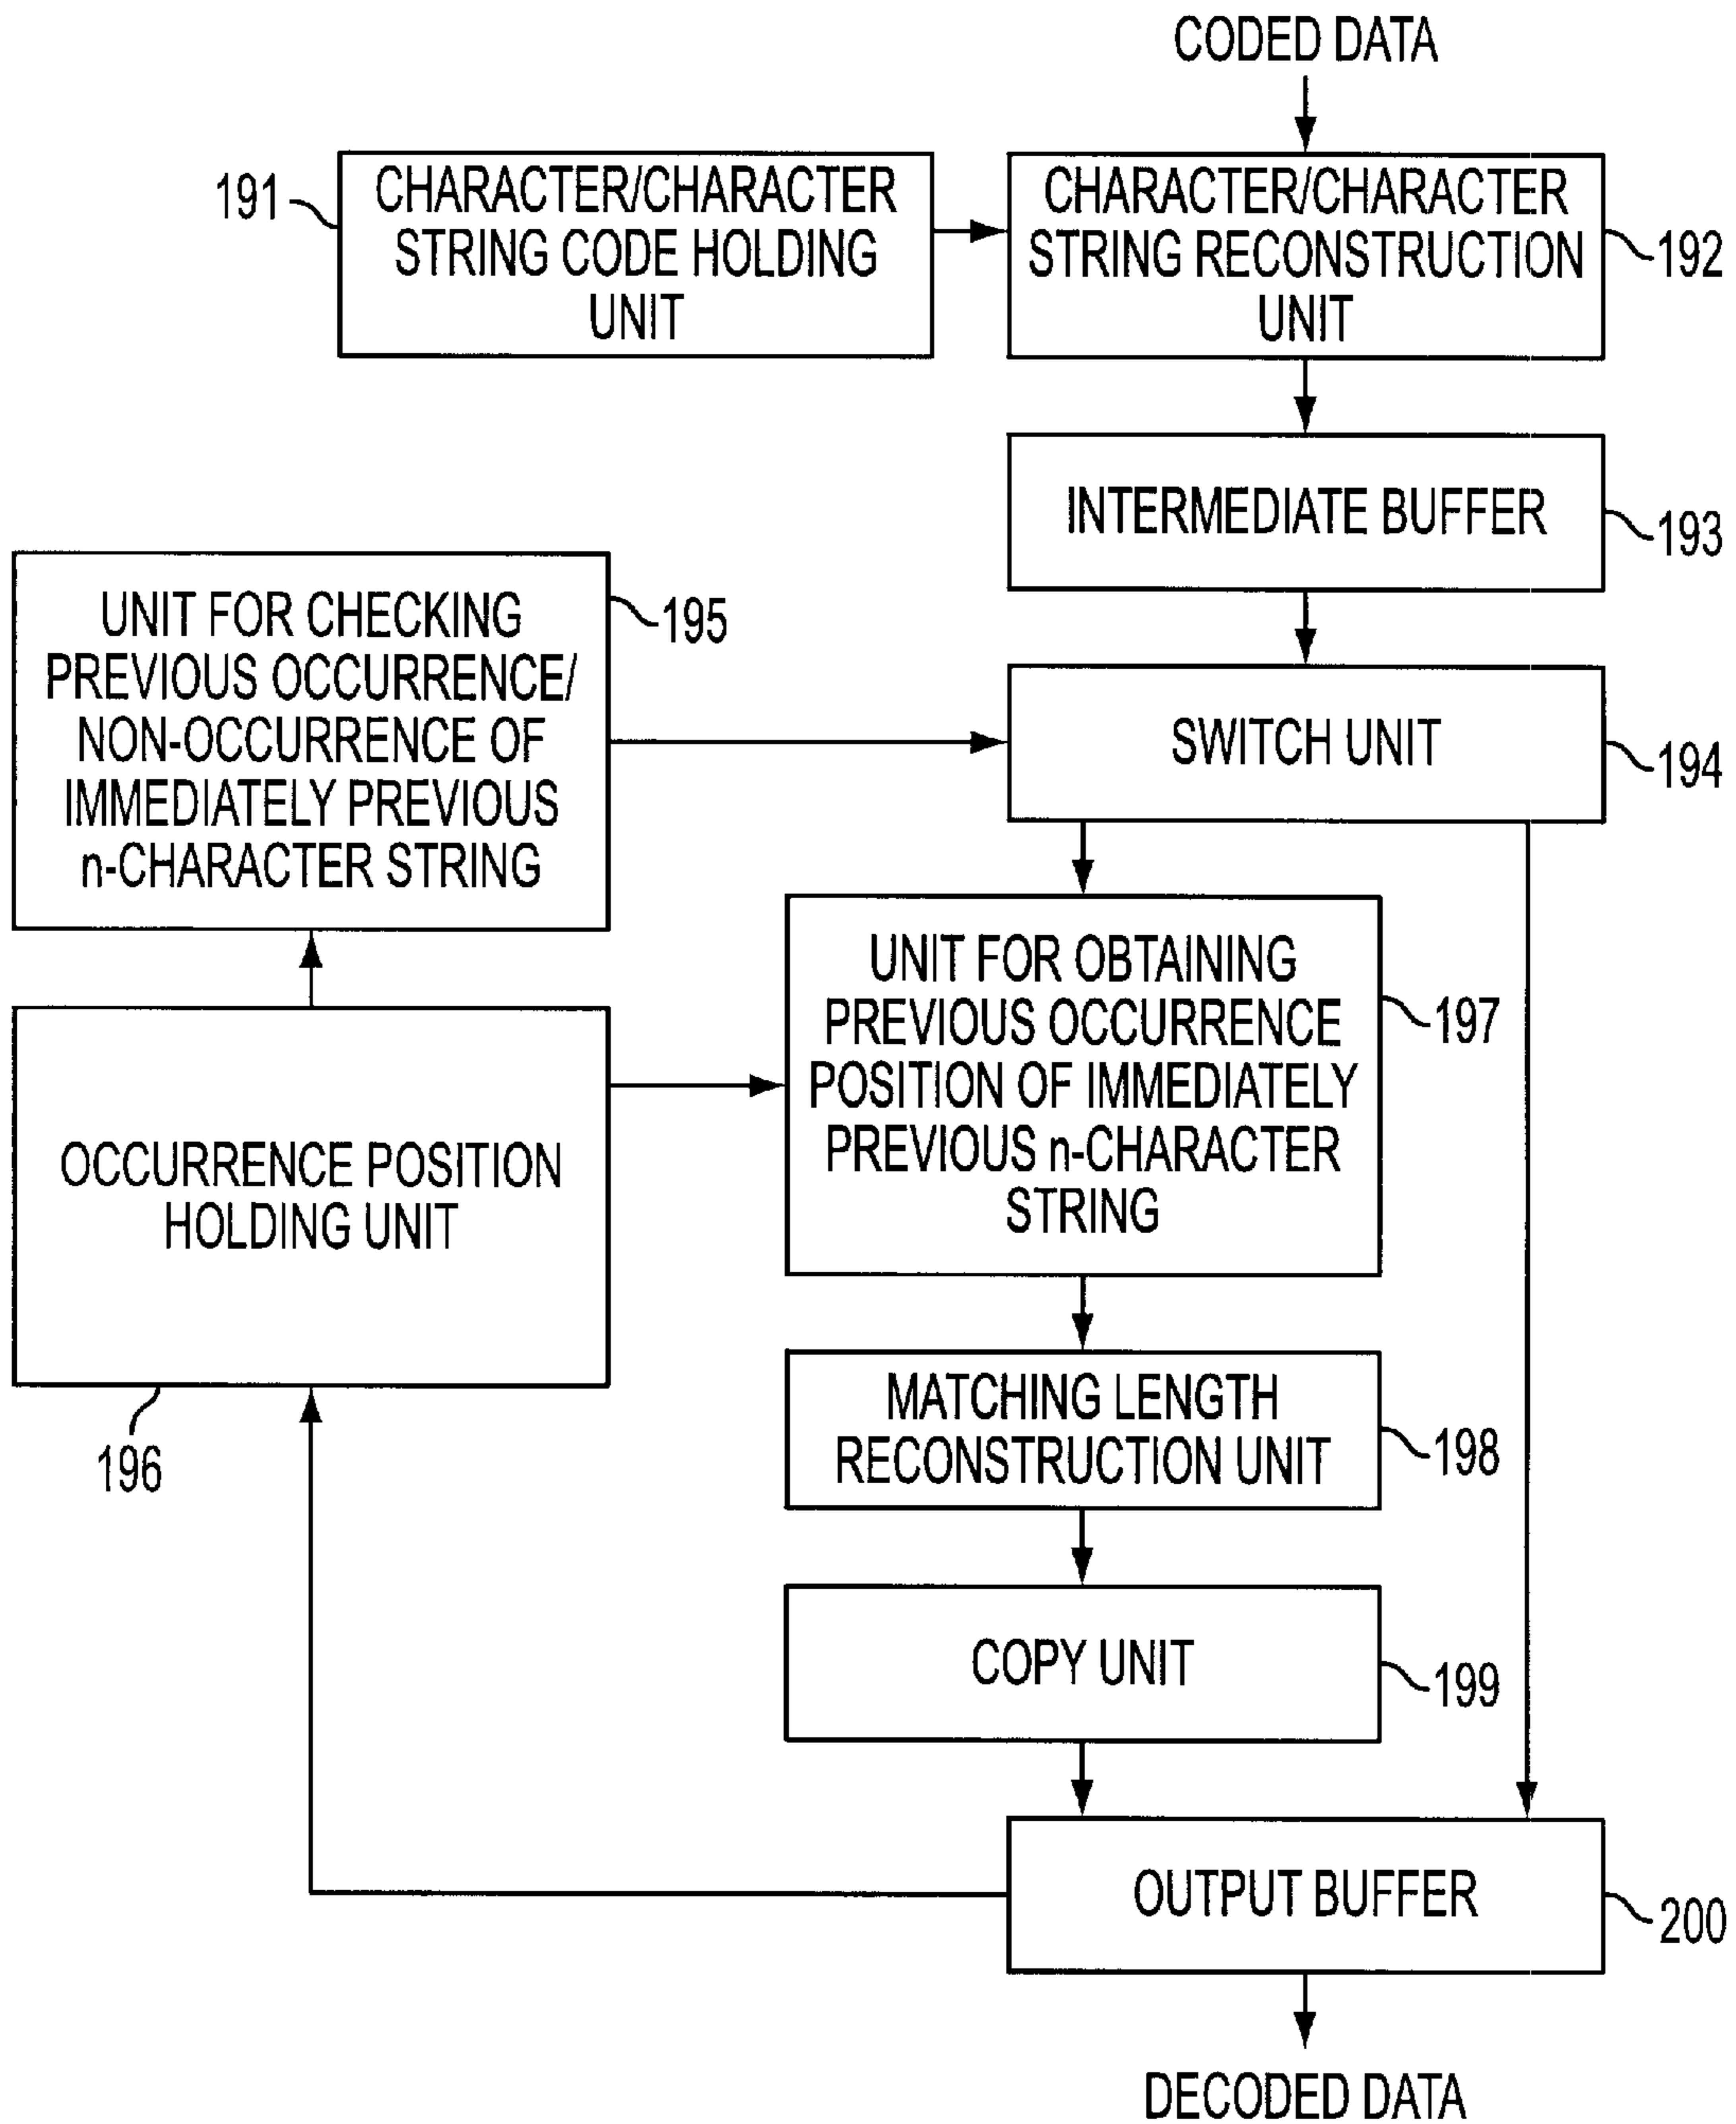 CODED DATA
191
CHARACTER/CHARACTER
STRING CODE HOLDING
UNIT
CHARACTER/CHARACTER
STRING RECONSTRUCTION
UNIT
192
INTERMEDIATE BUFFER
193
UNIT FOR CHECKING
PREVIOUS OCCURRENCE/
NON-OCCURRENCE OF
IMMEDIATELY PREVIOUS
n-CHARACTER STRING
195
SWITCH UNIT
194
UNIT FOR OBTAINING
PREVIOUS OCCURRENCE
POSITION OF IMMEDIATELY
PREVIOUS n-CHARACTER
STRING
197
OCCURRENCE POSITION
HOLDING UNIT
196
MATCHING LENGTH
RECONSTRUCTION UNIT
198
COPY UNIT
199
OUTPUT BUFFER
200
DECODED DATA